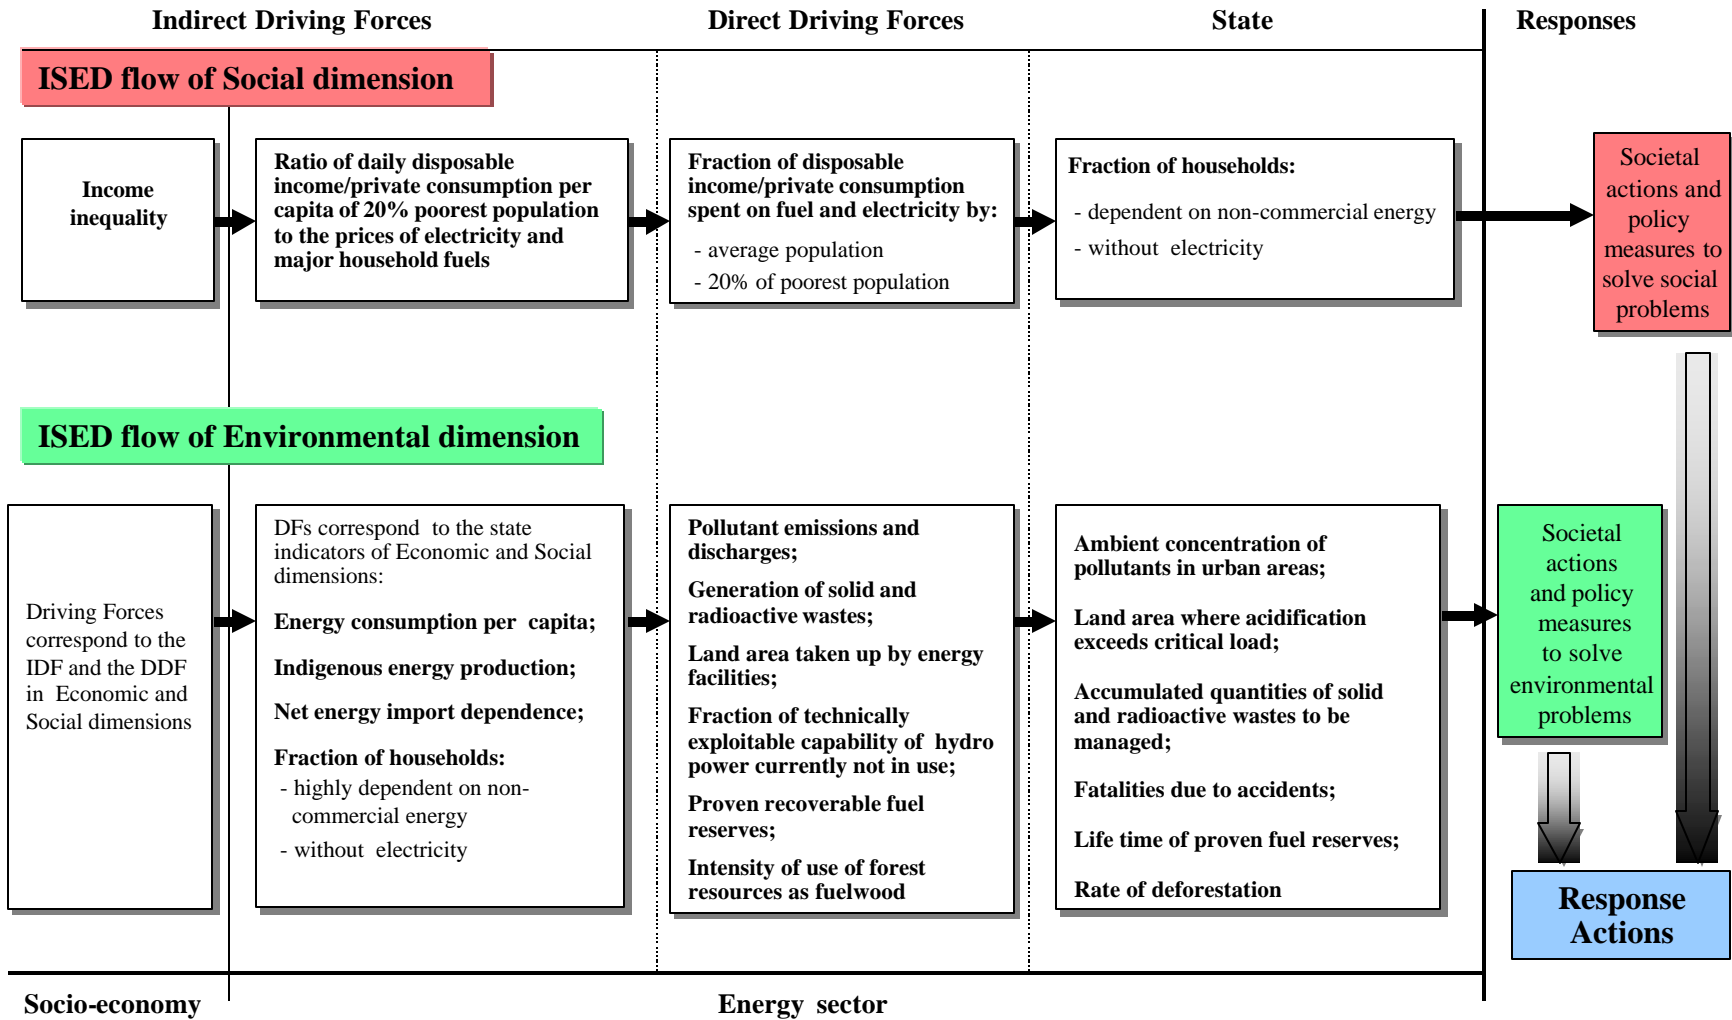 Indirect Driving Forces
Direct Driving Forces
State
Responses
ISED flow of Social dimension
Income
inequality
Ratio of daily disposable
income/private consumption per
capita of 20% poorest population
to the prices of electricity and
major household fuels
Fraction of disposable
income/private consumption
spent on fuel and electricity by:
- average population
- 20% of poorest population
Fraction of households:
- dependent on non-commercial energy
- without electricity
Societal
actions and
policy
measures to
solve social
problems
ISED flow of Environmental dimension
Driving Forces
correspond to the
IDF and the DDF
in Economic and
Social dimensions
DFs correspond to the state
indicators of Economic and Social
dimensions:
Energy consumption per capita;
Indigenous energy production;
Net energy import dependence;
Fraction of households:
- highly dependent on non-
commercial energy
- without electricity
Pollutant emissions and
discharges;
Generation of solid and
radioactive wastes;
Land area taken up by energy
facilities;
Fraction of technically
exploitable capability of hydro
power currently not in use;
Proven recoverable fuel
reserves;
Intensity of use of forest
resources as fuelwood
Ambient concentration of
pollutants in urban areas;
Land area where acidification
exceeds critical load;
Accumulated quantities of solid
and radioactive wastes to be
managed;
Fatalities due to accidents;
Life time of proven fuel reserves;
Rate of deforestation
Societal
actions
and policy
measures
to solve
environmental
problems
Response
Actions
Socio-economy
Energy sector